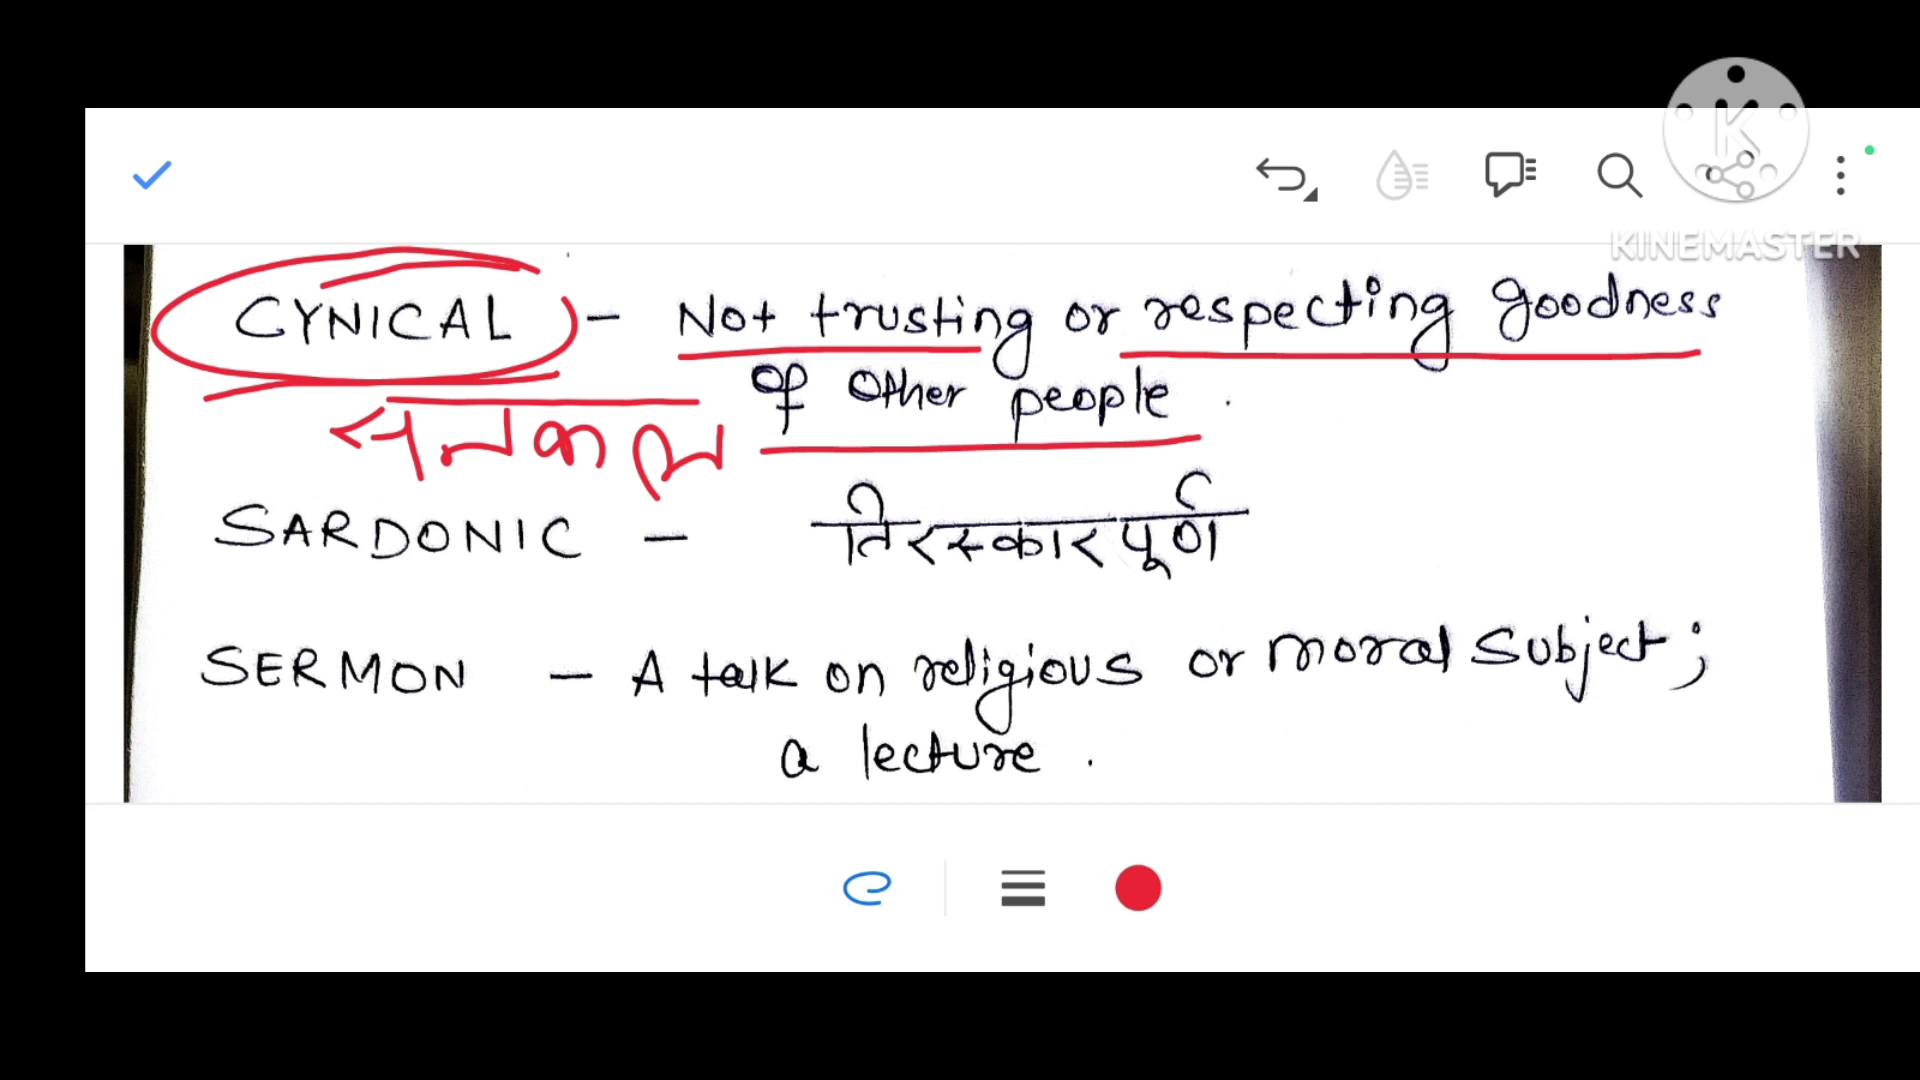 KINEMASTER
CYNICAL - Not trusting or respecting goodness
of other people.
SARDONIC - तिरस्कारपूर्ण
SERMON - A talk on religious or moral subject;
a lecture.